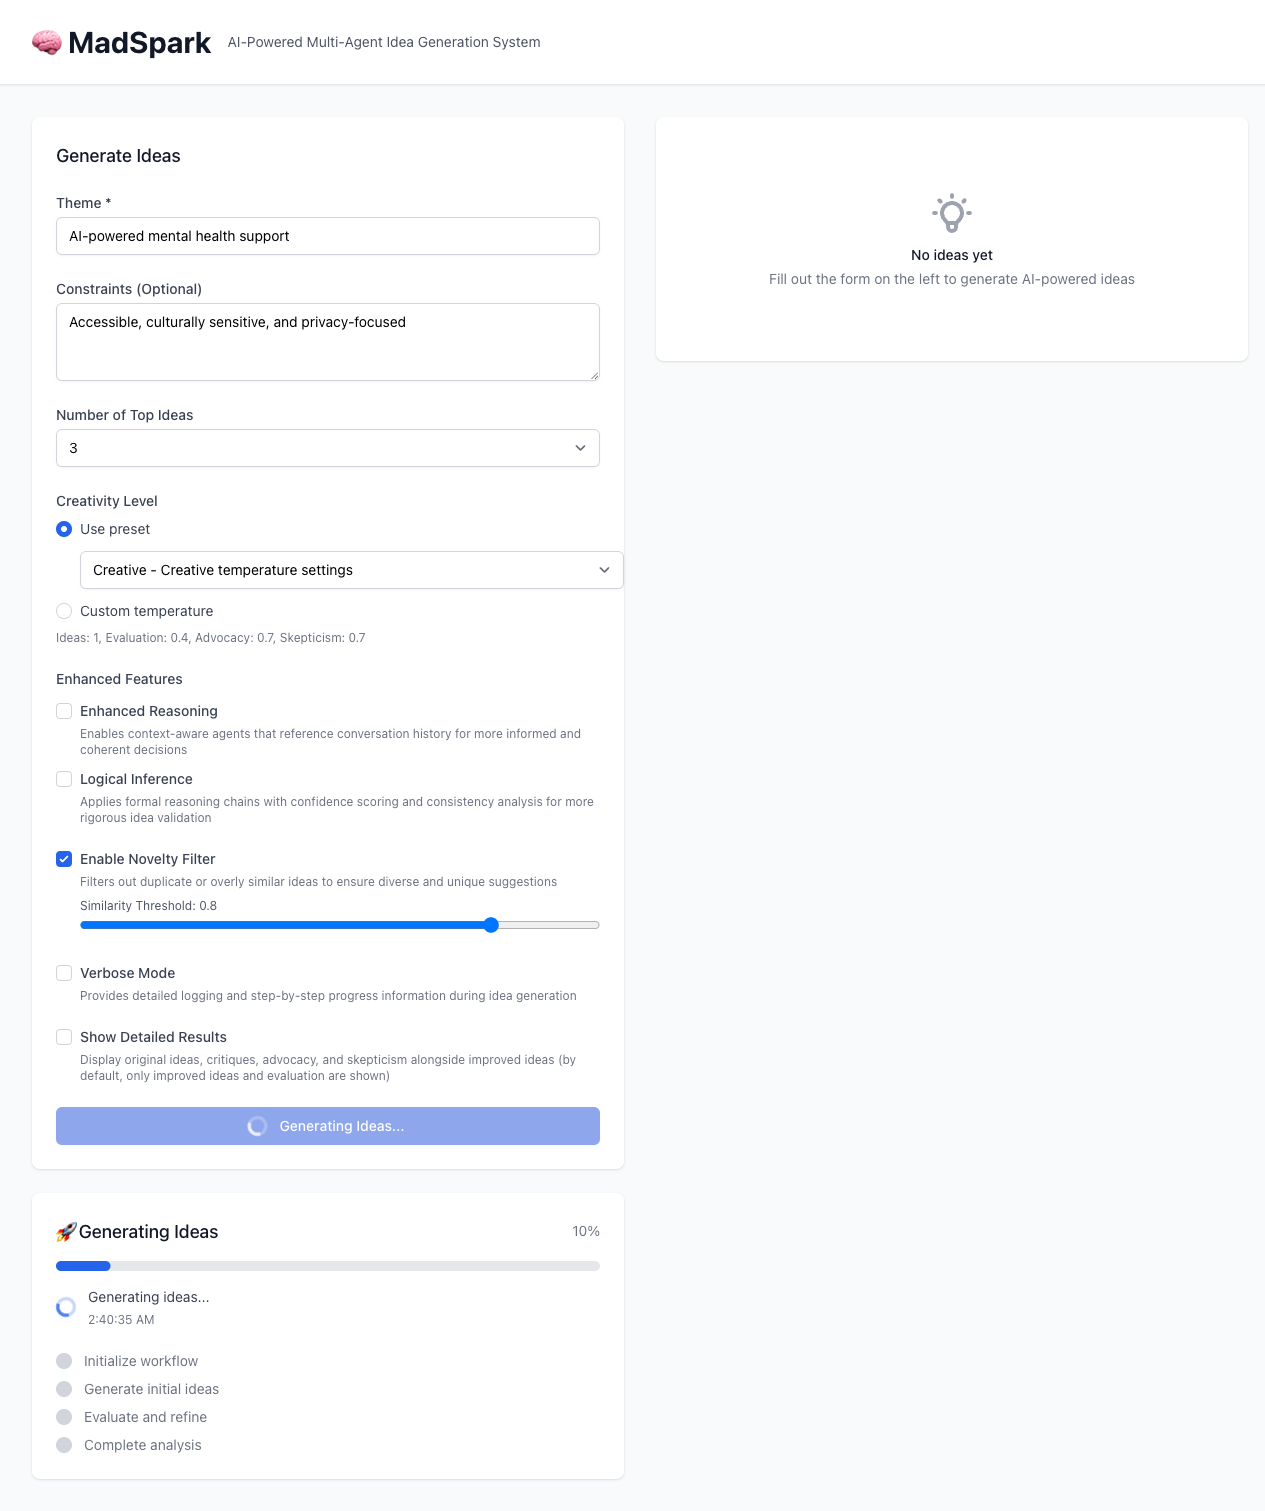 MadSpark
AI-Powered Multi-Agent Idea Generation System
Generate Ideas
Theme *
AI-powered mental health support
Constraints (Optional)
Accessible, culturally sensitive, and privacy-focused
Number of Top Ideas
3
Creativity Level
Use preset
Creative - Creative temperature settings
Custom temperature
Ideas: 1, Evaluation: 0.4, Advocacy: 0.7, Skepticism: 0.7
Enhanced Features
Enhanced Reasoning
Enables context-aware agents that reference conversation history for more informed and
coherent decisions
Logical Inference
Applies formal reasoning chains with confidence scoring and consistency analysis for more
rigorous idea validation
Enable Novelty Filter
Filters out duplicate or overly similar ideas to ensure diverse and unique suggestions
Similarity Threshold: 0.8
Verbose Mode
Provides detailed logging and step-by-step progress information during idea generation
Show Detailed Results
Display original ideas, critiques, advocacy, and skepticism alongside improved ideas (by
default, only improved ideas and evaluation are shown)
Generating Ideas...
🚀Generating Ideas
10%
Generating ideas...
2:40:35 AM
Initialize workflow
Generate initial ideas
Evaluate and refine
Complete analysis
No ideas yet
Fill out the form on the left to generate AI-powered ideas